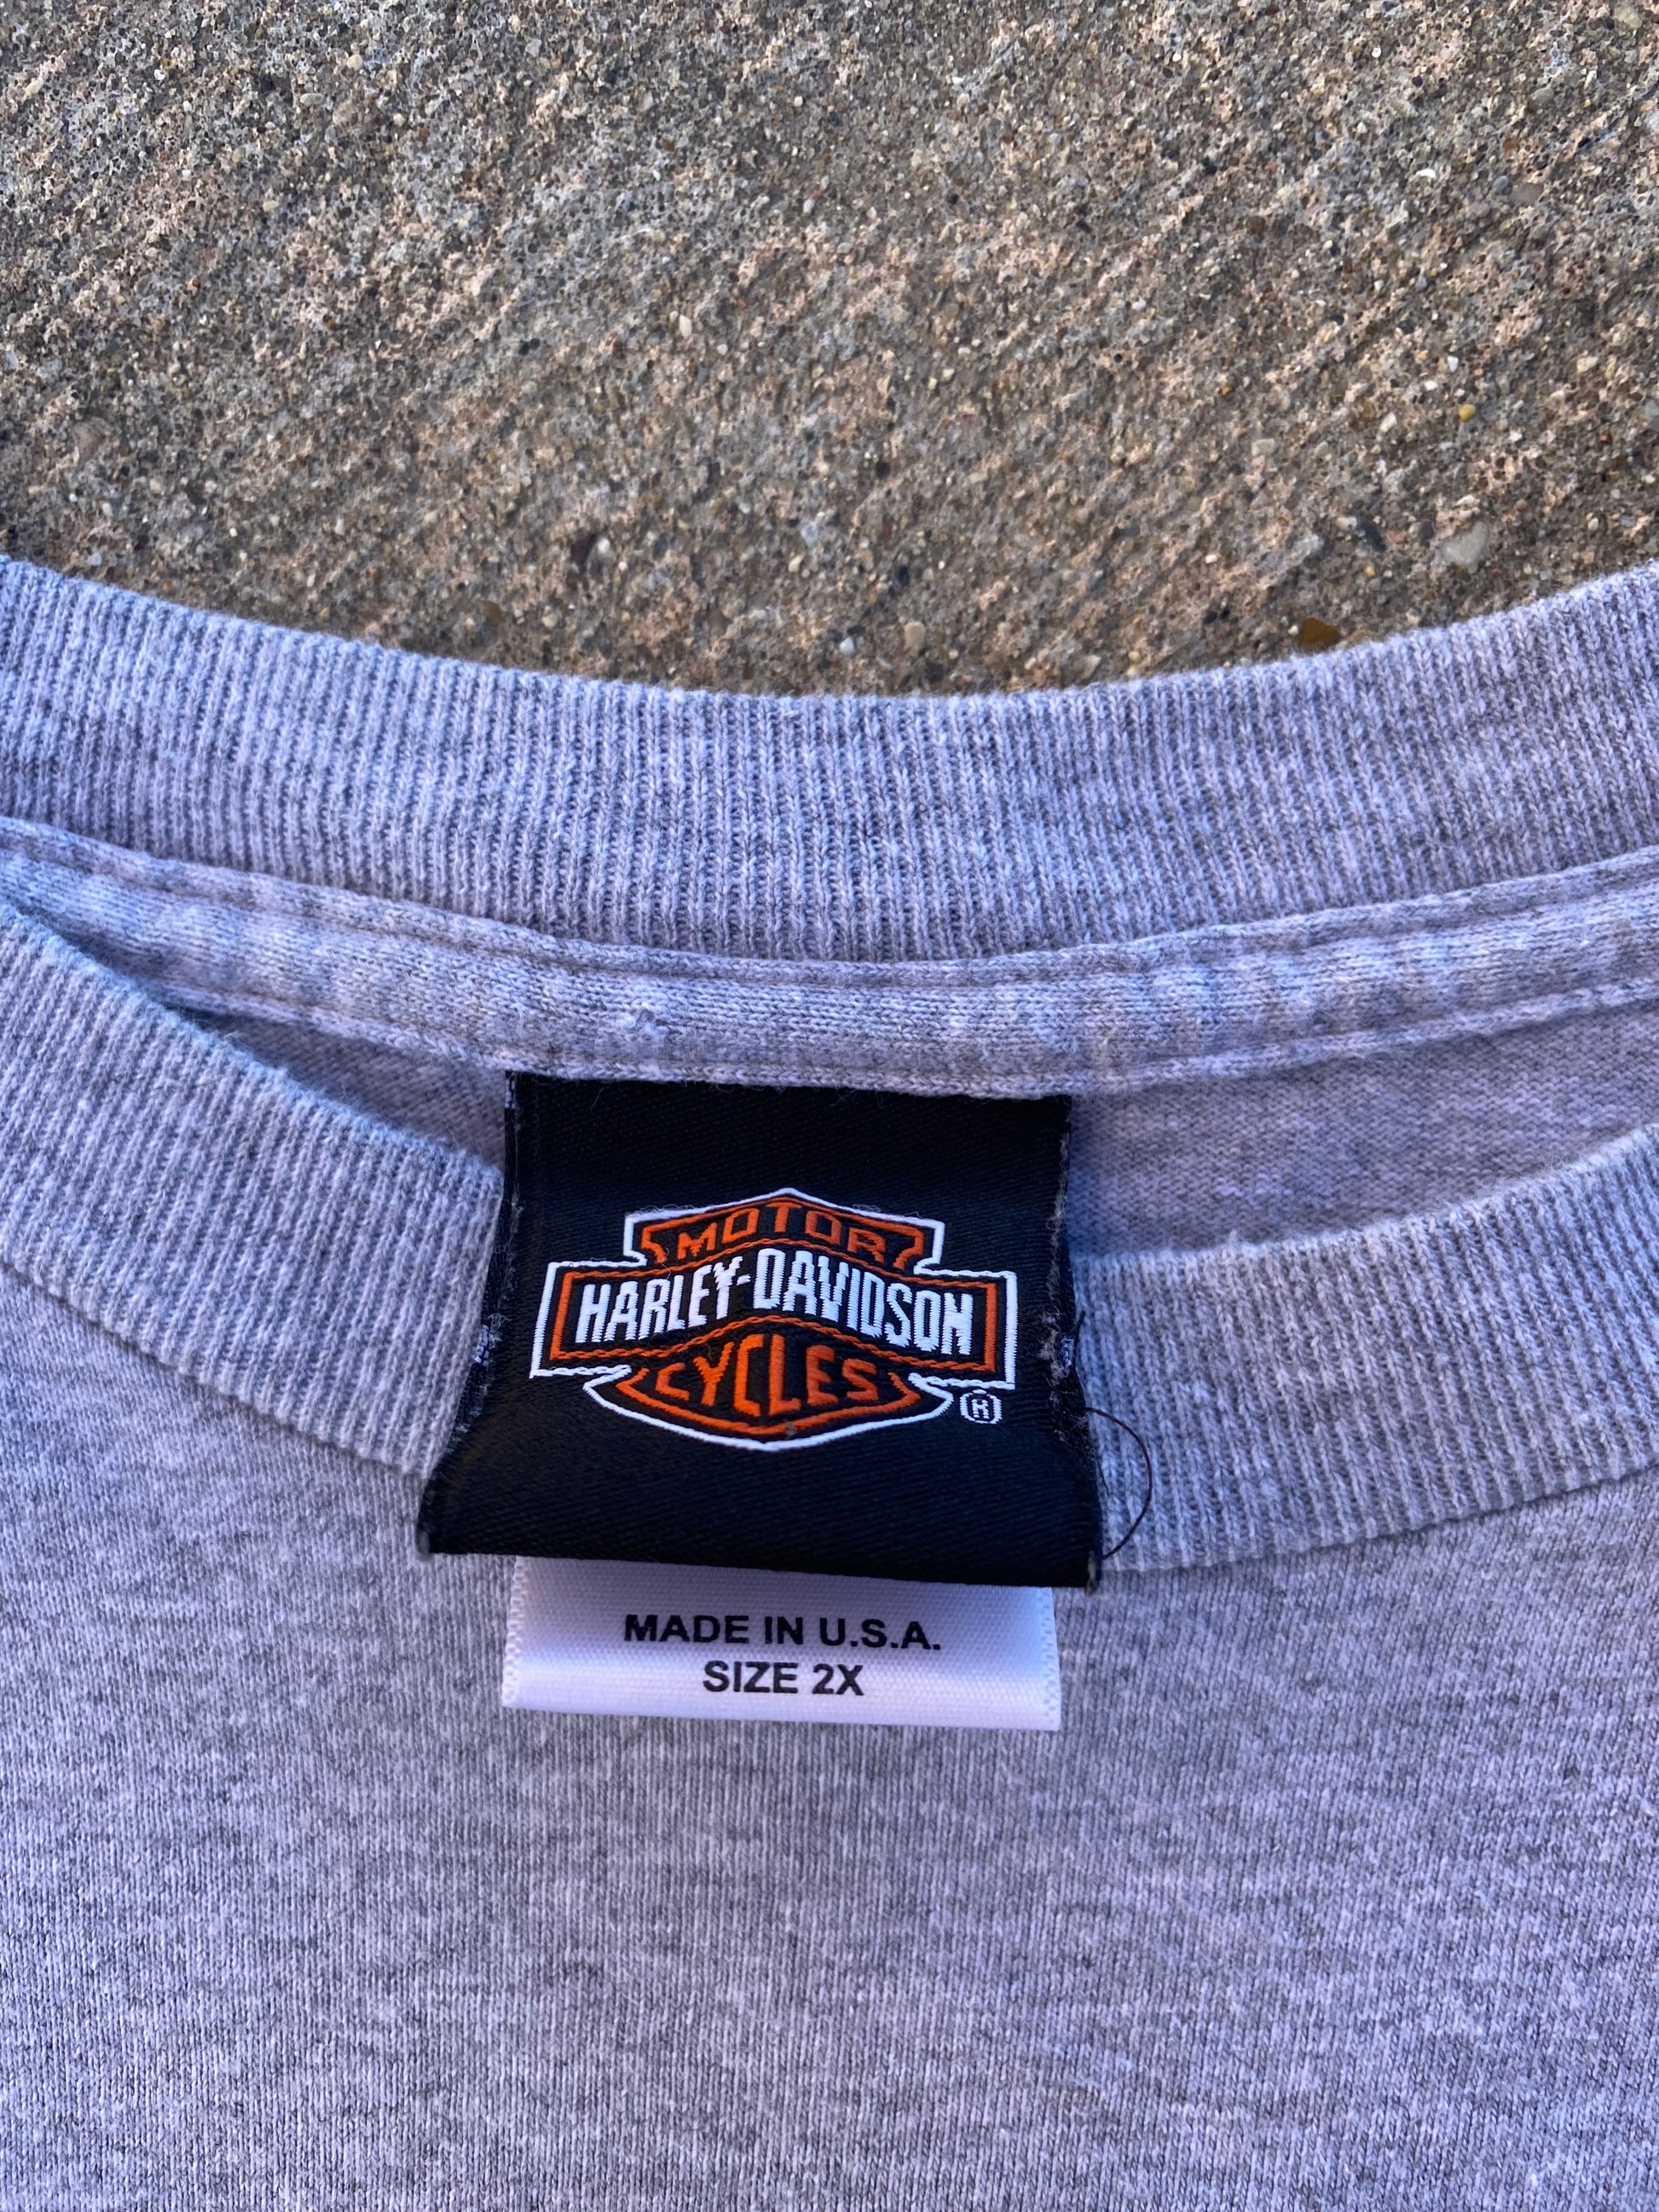 MOTOR
HARLEY-DAVIDSON
CYCLES
®
MADE IN U.S.A.
SIZE 2X